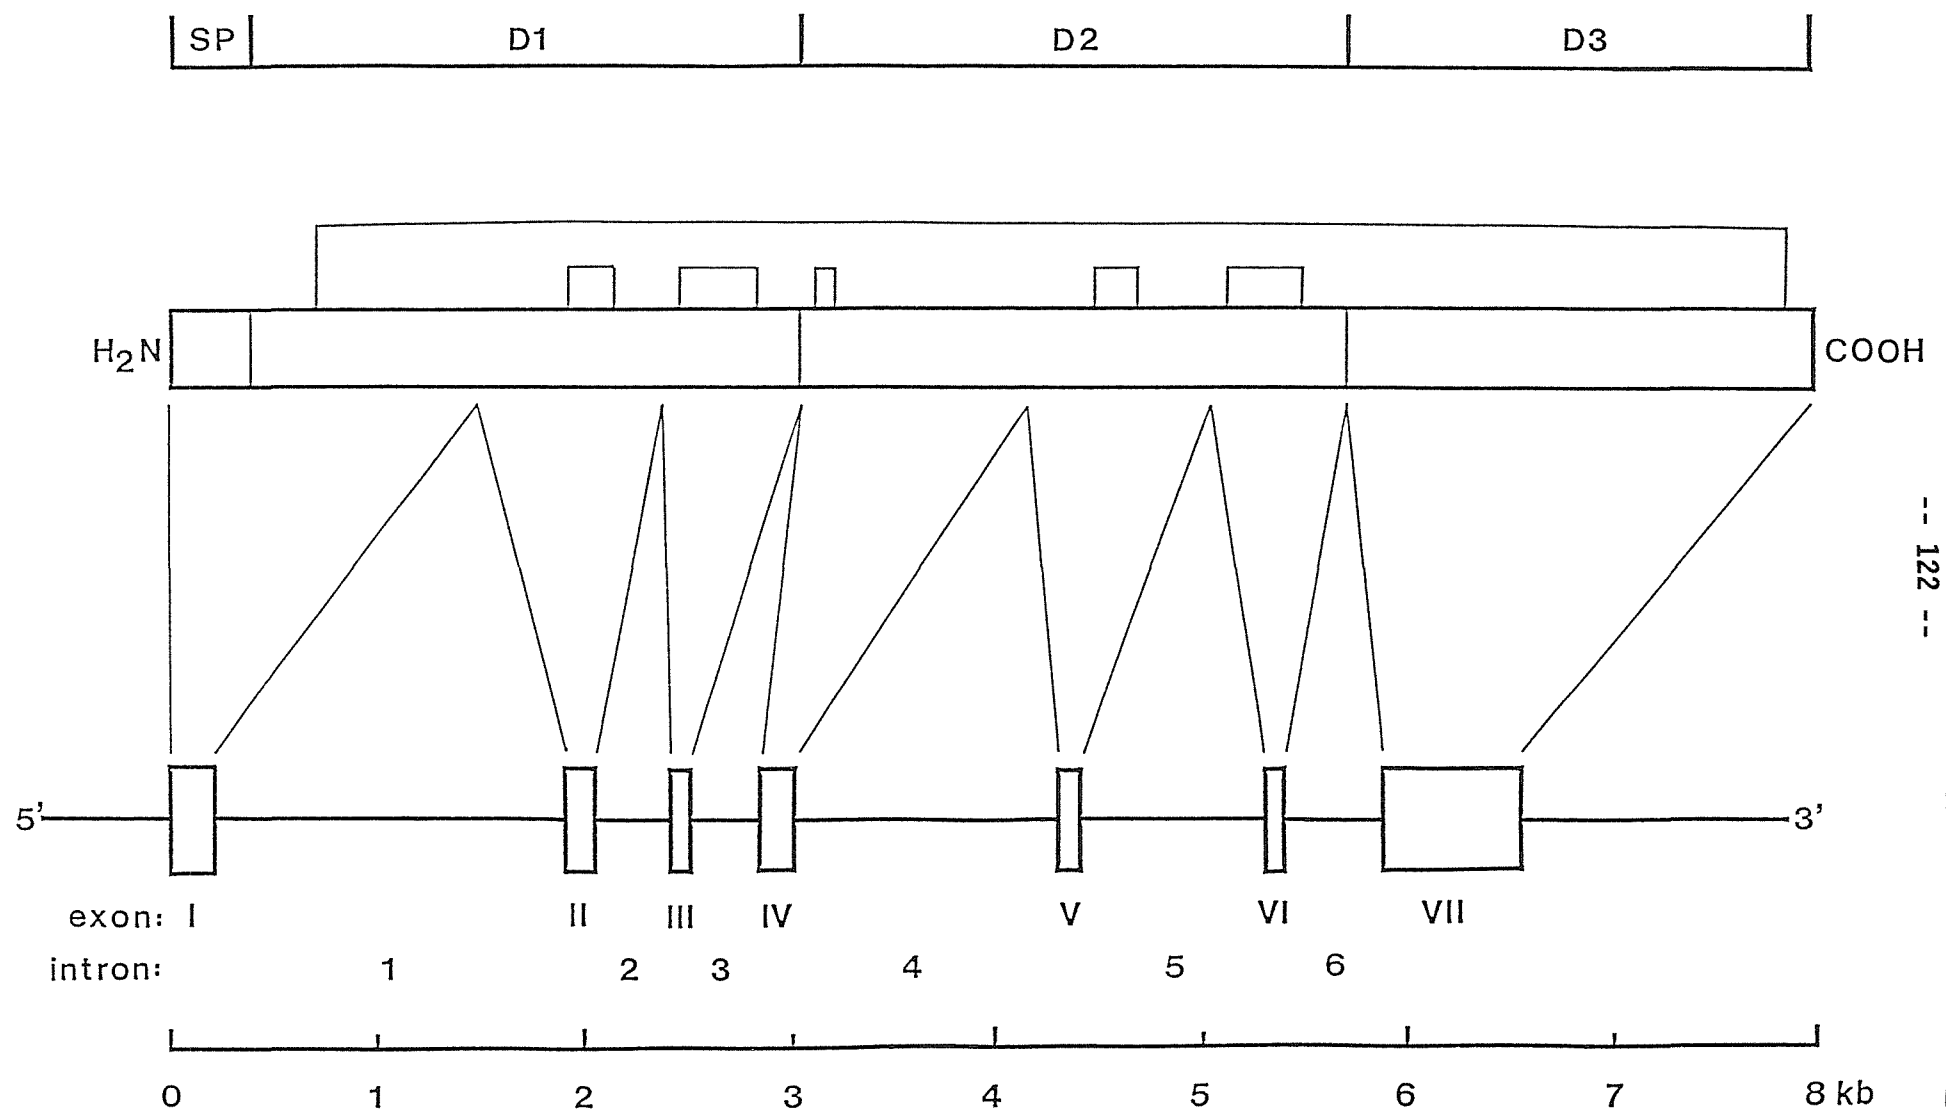 SP D1 D2 D3
H2N COOH
-- 122 --
5' 3'
exon: I II III IV V VI VII
intron: 1 2 3 4 5 6
0 1 2 3 4 5 6 7 8 kb